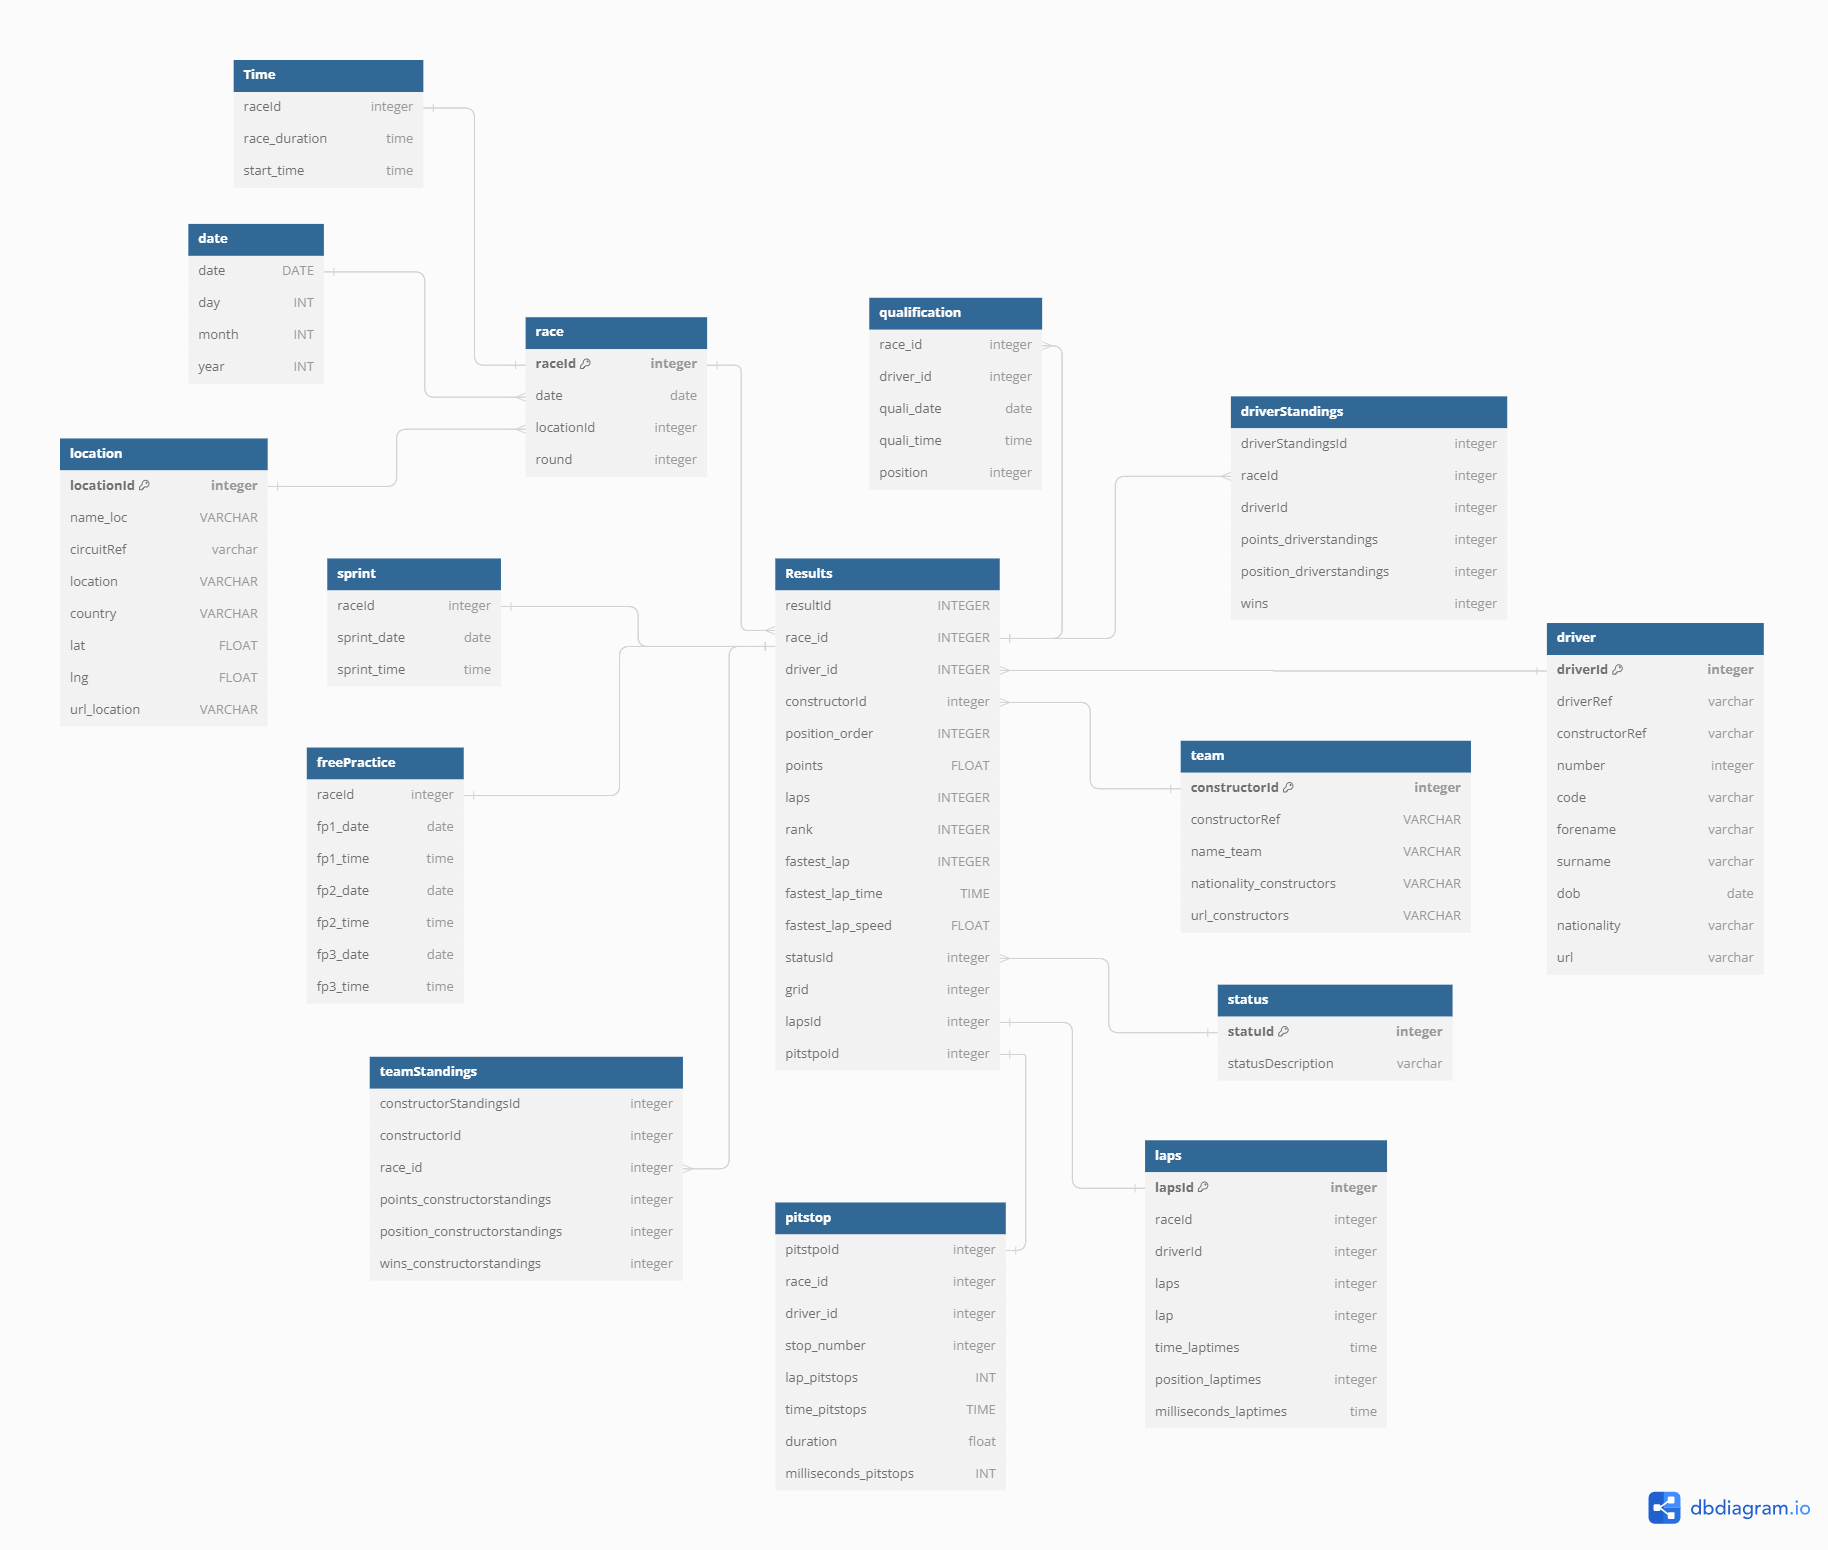 Time
raceId integer
race_duration time
start_time time
date
date DATE
day INT
month INT
year INT
race
raceId integer
date date
locationId integer
round integer
qualification
race_id integer
driver_id integer
quali_date date
quali_time time
position integer
driverStandings
driverStandingsId integer
raceId integer
driverId integer
points_driverstandings integer
position_driverstandings integer
wins integer
location
locationId integer
name_loc VARCHAR
circuitRef varchar
location VARCHAR
country VARCHAR
lat FLOAT
lng FLOAT
url_location VARCHAR
sprint
raceId integer
sprint_date date
sprint_time time
Results
resultId INTEGER
race_id INTEGER
driver_id INTEGER
constructorId integer
position_order INTEGER
points FLOAT
laps INTEGER
rank INTEGER
fastest_lap INTEGER
fastest_lap_time TIME
fastest_lap_speed FLOAT
statusId integer
grid integer
lapsId integer
pitstpoId integer
driver
driverId integer
driverRef varchar
constructorRef varchar
number integer
code varchar
forename varchar
surname varchar
dob date
nationality varchar
url varchar
freePractice
raceId integer
fp1_date date
fp1_time time
fp2_date date
fp2_time time
fp3_date date
fp3_time time
team
constructorId integer
constructorRef VARCHAR
name_team VARCHAR
nationality_constructors VARCHAR
url_constructors VARCHAR
status
statuId integer
statusDescription varchar
teamStandings
constructorStandingsId integer
constructorId integer
race_id integer
points_constructorstandings integer
position_constructorstandings integer
wins_constructorstandings integer
pitstop
pitstpoId integer
race_id integer
driver_id integer
stop_number integer
lap_pitstops INT
time_pitstops TIME
duration float
milliseconds_pitstops INT
laps
lapsId integer
raceId integer
driverId integer
laps integer
lap integer
time_laptimes time
position_laptimes integer
milliseconds_laptimes time
dbdiagram.io